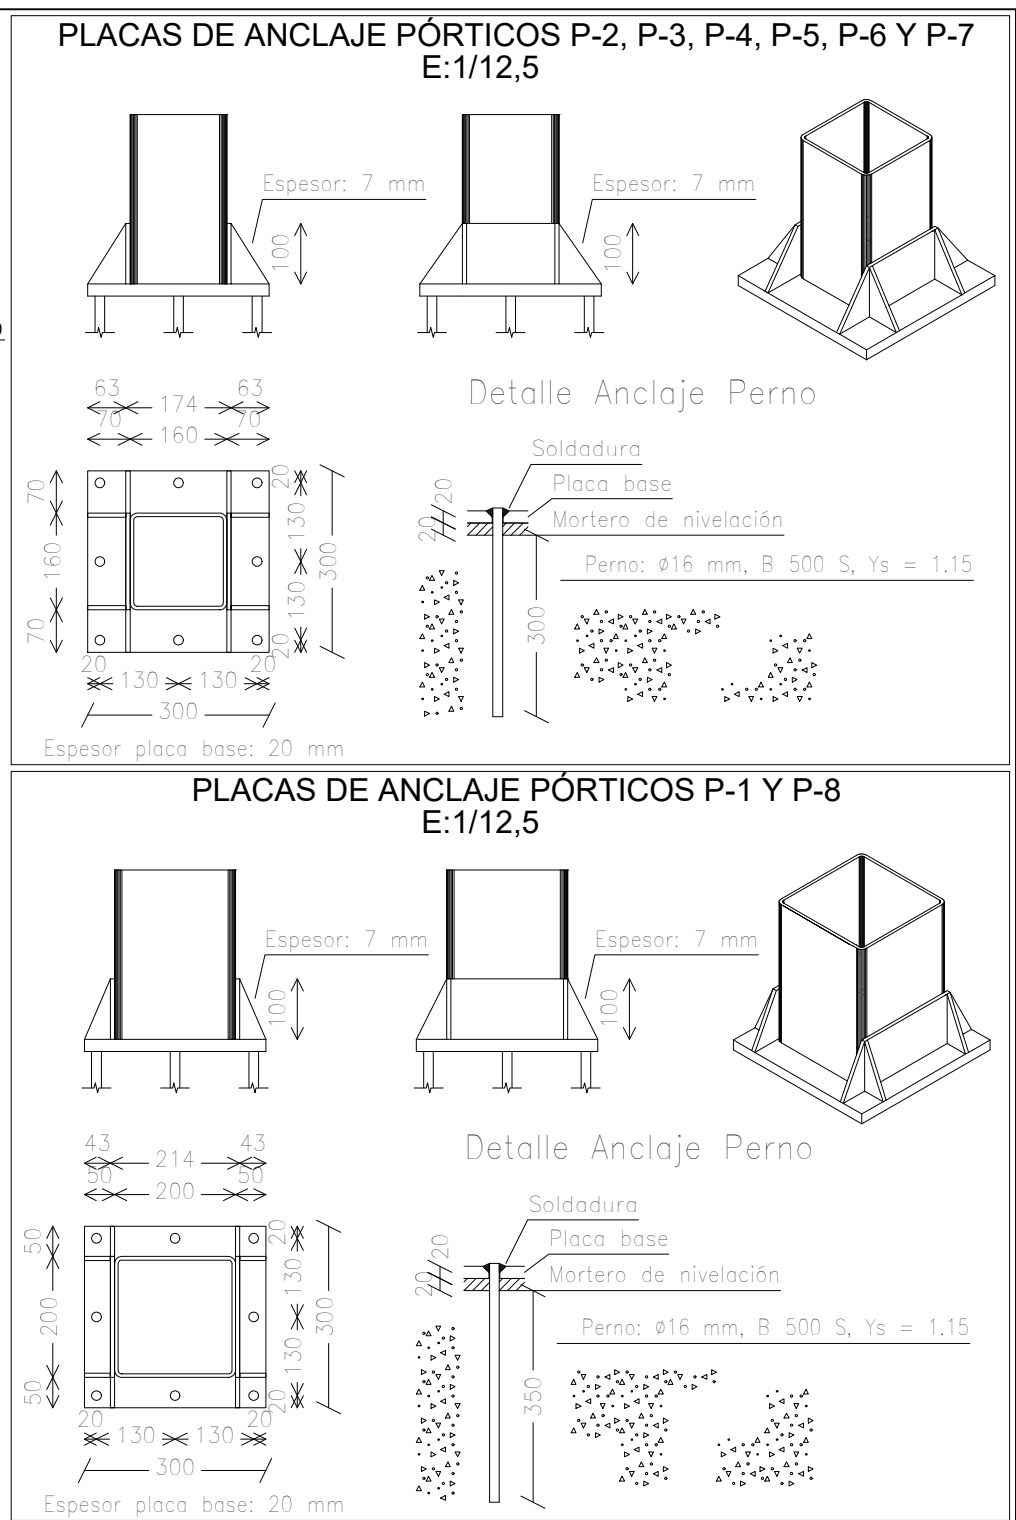 PLACAS DE ANCLAJE PÓRTICOS P-2, P-3, P-4, P-5, P-6 Y P-7
E:1/12,5
Espesor: 7 mm
100
Espesor: 7 mm
100
63 174 63
70 160 70
70
160
70
20
130
130
20
300
20 130 130 20
300
Espesor placa base: 20 mm
Detalle Anclaje Perno
Soldadura
Placa base
Mortero de nivelación
20
20
Perno: ø16 mm, B 500 S, Ys = 1.15
300
PLACAS DE ANCLAJE PÓRTICOS P-1 Y P-8
E:1/12,5
Espesor: 7 mm
100
Espesor: 7 mm
100
43 214 43
50 200 50
50
200
50
20
130
130
20
300
20 130 130 20
300
Espesor placa base: 20 mm
Detalle Anclaje Perno
Soldadura
Placa base
Mortero de nivelación
20
20
Perno: ø16 mm, B 500 S, Ys = 1.15
350